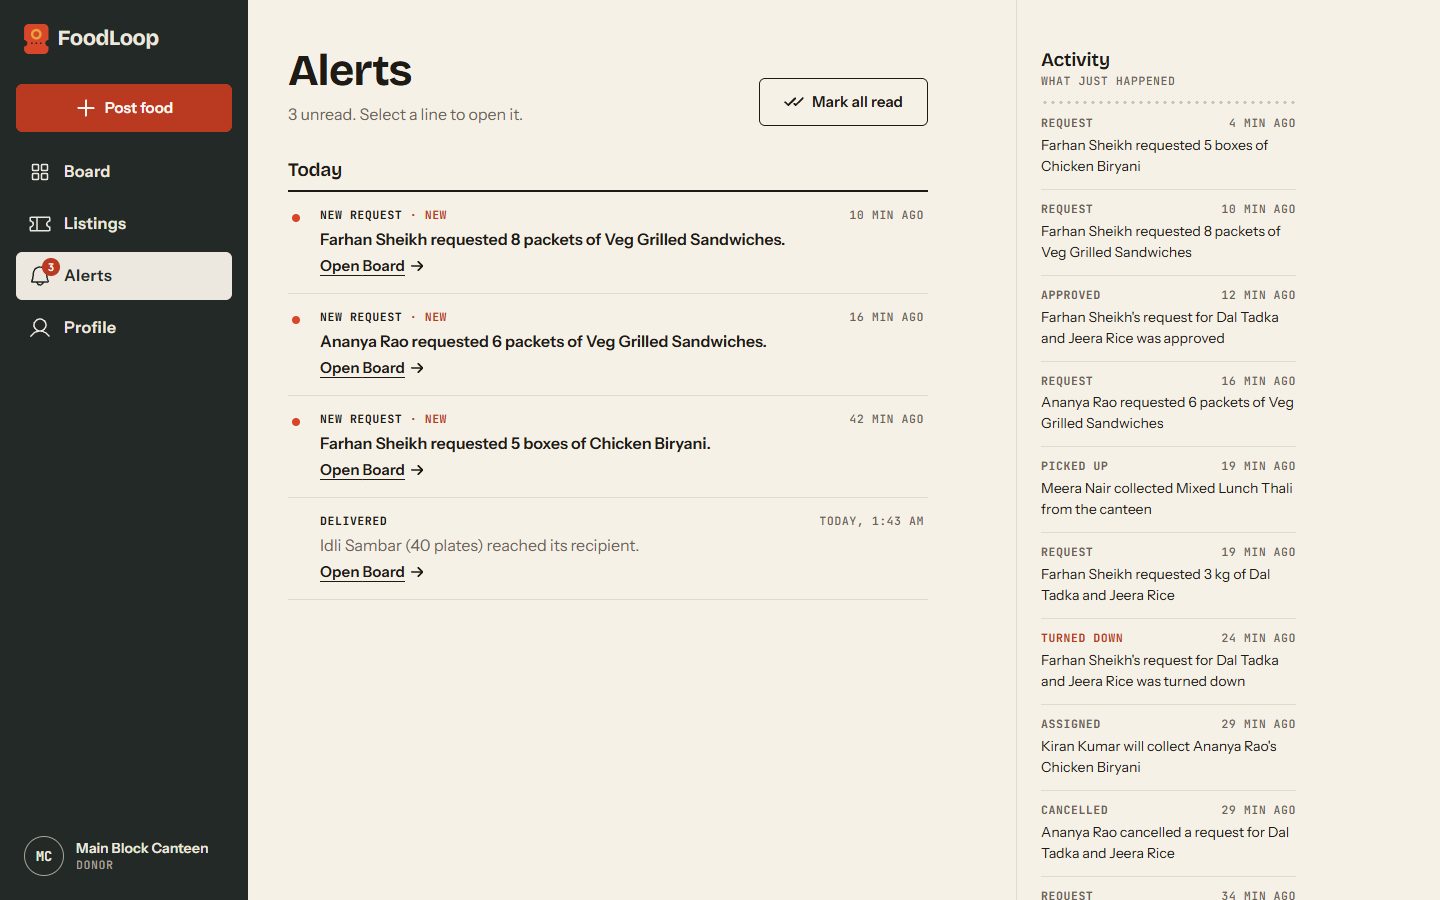 FoodLoop
Post food
Board
Listings
3
Alerts
Profile
MC
Main Block Canteen
DONOR
Alerts
3 unread. Select a line to open it.
Mark all read
Today
NEW REQUEST · NEW
10 MIN AGO
Farhan Sheikh requested 8 packets of Veg Grilled Sandwiches.
Open Board →
NEW REQUEST · NEW
16 MIN AGO
Ananya Rao requested 6 packets of Veg Grilled Sandwiches.
Open Board →
NEW REQUEST · NEW
42 MIN AGO
Farhan Sheikh requested 5 boxes of Chicken Biryani.
Open Board →
DELIVERED
TODAY, 1:43 AM
Idli Sambar (40 plates) reached its recipient.
Open Board →
Activity
WHAT JUST HAPPENED
REQUEST
4 MIN AGO
Farhan Sheikh requested 5 boxes of
Chicken Biryani
REQUEST
10 MIN AGO
Farhan Sheikh requested 8 packets of
Veg Grilled Sandwiches
APPROVED
12 MIN AGO
Farhan Sheikh's request for Dal Tadka
and Jeera Rice was approved
REQUEST
16 MIN AGO
Ananya Rao requested 6 packets of Veg
Grilled Sandwiches
PICKED UP
19 MIN AGO
Meera Nair collected Mixed Lunch Thali
from the canteen
REQUEST
19 MIN AGO
Farhan Sheikh requested 3 kg of Dal
Tadka and Jeera Rice
TURNED DOWN
24 MIN AGO
Farhan Sheikh's request for Dal Tadka
and Jeera Rice was turned down
ASSIGNED
29 MIN AGO
Kiran Kumar will collect Ananya Rao's
Chicken Biryani
CANCELLED
29 MIN AGO
Ananya Rao cancelled a request for Dal
Tadka and Jeera Rice
REQUEST
34 MIN AGO